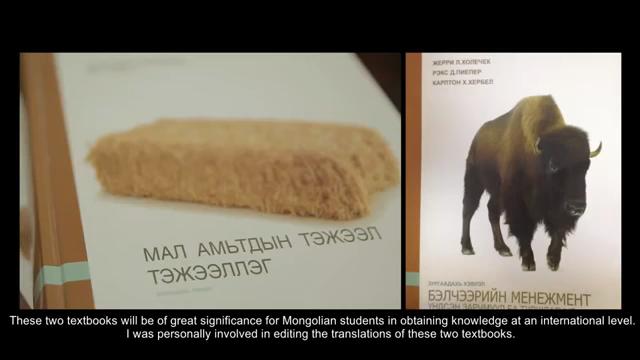 МАЛ АМЬТДЫН ТЭЖЭЭЛ
ТЭЖЭЭЛЛЭГ
ЖЕРРИ Л.ХОЛЕЧЕК
РЭКС Д.ПИЕПЕР
КАРЛТОН Х.ХЕРБЕЛ
ЗУРГААДАХЬ ХЭВЛЭЛ
БЭЛЧЭЭРИЙН МЕНЕЖМЕНТ
These two textbooks will be of great significance for Mongolian students in obtaining knowledge at an international level.
I was personally involved in editing the translations of these two textbooks.